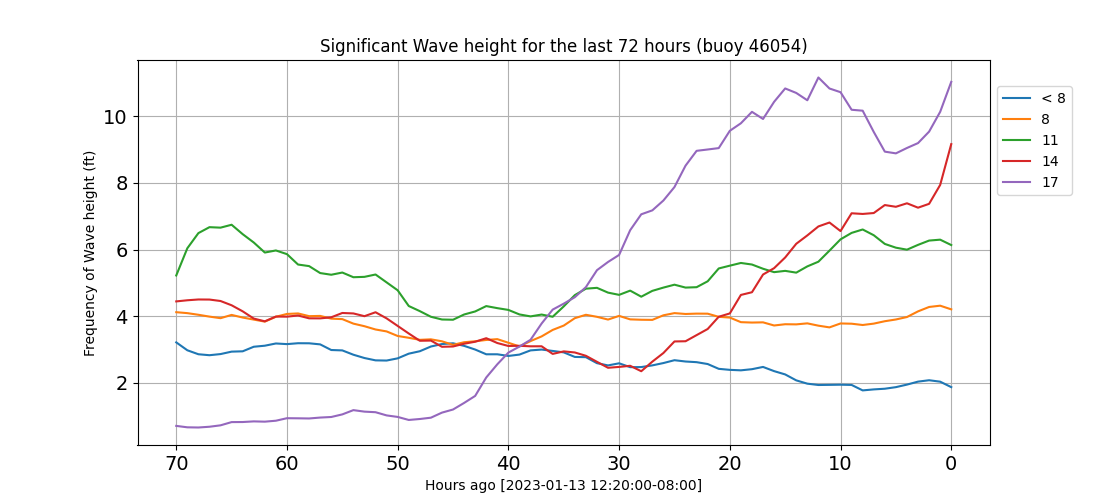 Significant Wave height for the last 72 hours (buoy 46054)
Frequency of Wave height (ft)
10
8
6
4
2
70 60 50 40 30 20 10 0
Hours ago [2023-01-13 12:20:00-08:00]
< 8
8
11
14
17